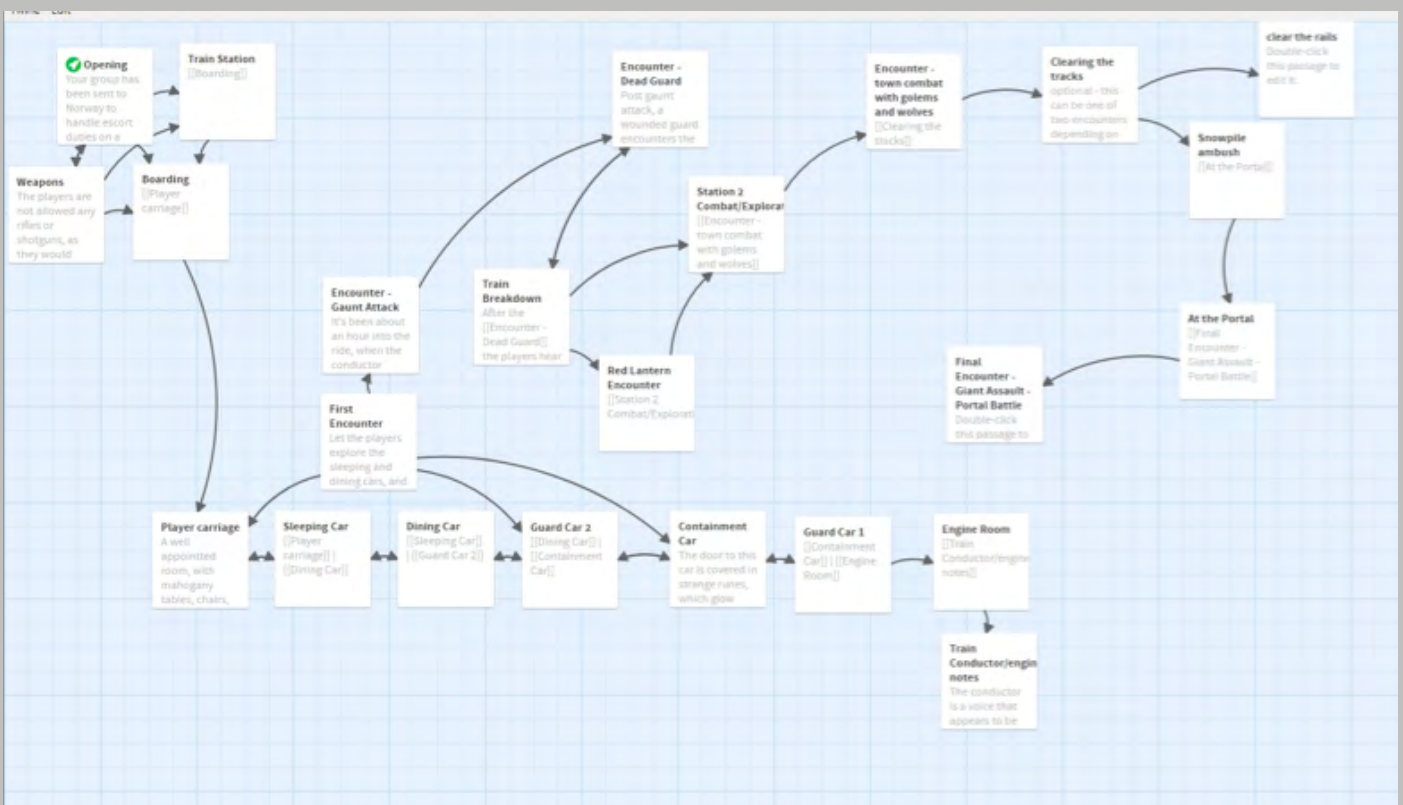 Opening
Your group has
been sent to
Norway to
handle escort
duties on a
Train Station
[[Boarding]]
Weapons
The players are
not allowed any
rifles or
shotguns, as
they would
Boarding
[[Player
carriage]]
Encounter -
Dead Guard
Post gaunt
attack, a
wounded guard
encounters the
Encounter -
town combat
with golems
and wolves
[[Clearing the
tracks]]
Clearing the
tracks
optional - this
can be one of
two encounters
depending on
clear the rails
Double-click
this passage to
edit it.
Snowpile
ambush
[[At the Portal]]
Station 2
Combat/Explorat
[[Encounter -
town combat
with golems
and wolves]]
Encounter -
Gaunt Attack
It's been about
an hour into the
ride, when the
conductor
Train
Breakdown
After the
[[Encounter -
Dead Guard]]
the players hear
Red Lantern
Encounter
[[Station 2
Combat/Explorati
At the Portal
[[Final
Encounter -
Giant Assault -
Portal Battle]]
Final
Encounter -
Giant Assault -
Portal Battle
Double-click
this passage to
First
Encounter
Let the players
explore the
sleeping and
dining cars, and
Player carriage
A well
appointted
room, with
mahogany
tables, chairs,
Sleeping Car
[[Player
carriage]] |
[[Dining Car]]
Dining Car
[[Sleeping Car]]
| [[Guard Car 2]]
Guard Car 2
[[Dining Car]] |
[[Containment
Car]]
Containment
Car
The door to this
car is covered in
strange runes,
which glow
Guard Car 1
[[Containment
Car]] | [[Engine
Room]]
Engine Room
[[Train
Conductor/engine
notes]]
Train
Conductor/engin
notes
The conductor
is a voice that
appears to be